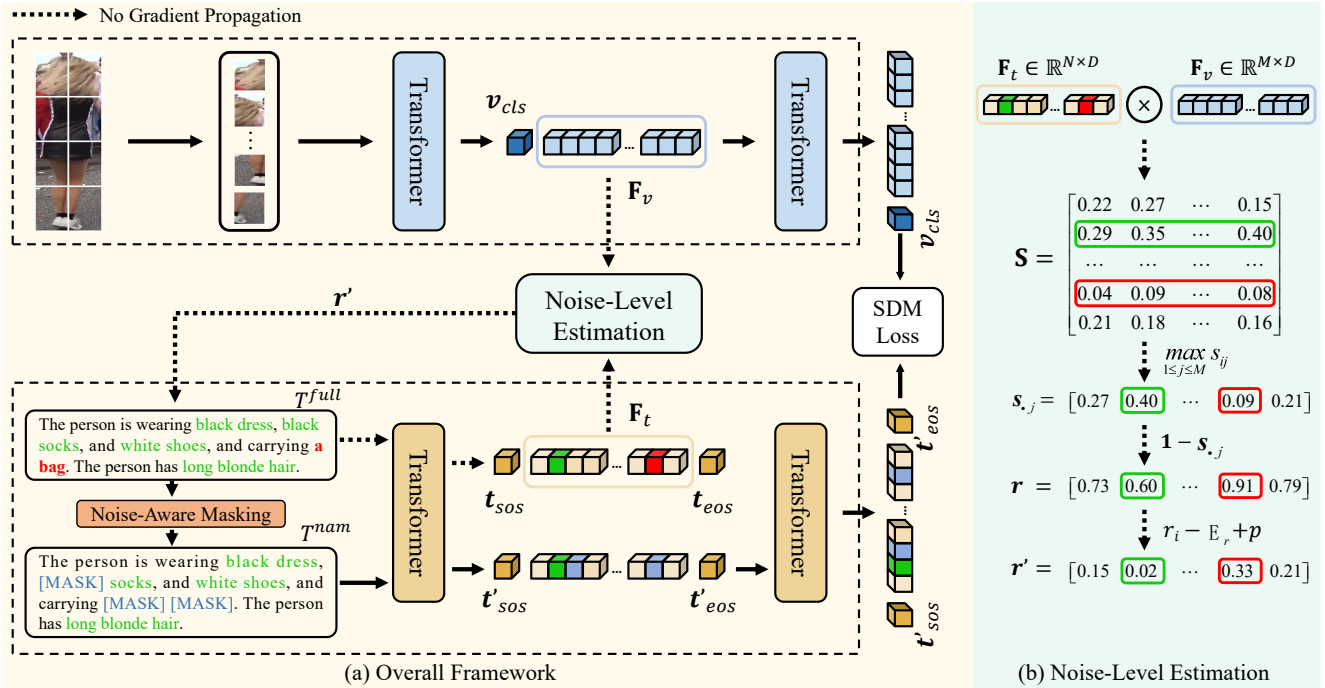 No Gradient Propagation
Transformer
v_cls
...
F_v
Transformer
...
v_cls
r'
Noise-Level
Estimation
SDM
Loss
T^full
The person is wearing black dress, black
socks, and white shoes, and carrying a
bag. The person has long blonde hair.
Noise-Aware Masking
T^nam
The person is wearing black dress,
[MASK] socks, and white shoes, and
carrying [MASK] [MASK]. The person
has long blonde hair.
Transformer
F_t
...
t_sos
t_eos
...
t'_sos
t'_eos
Transformer
t'_eos
...
t'_sos
(a) Overall Framework
F_t ∈ ℝ^{N×D}
F_v ∈ ℝ^{M×D}
... × ...
S =
0.22 0.27 ⋯ 0.15
0.29 0.35 ⋯ 0.40
⋯ ⋯ ⋯ ⋯
0.04 0.09 ⋯ 0.08
0.21 0.18 ⋯ 0.16
max s_ij
1≤j≤M
s_{•j} = [0.27 0.40 ⋯ 0.09 0.21]
1 − s_{•j}
r = [0.73 0.60 ⋯ 0.91 0.79]
r_i − E_r + p
r' = [0.15 0.02 ⋯ 0.33 0.21]
(b) Noise-Level Estimation